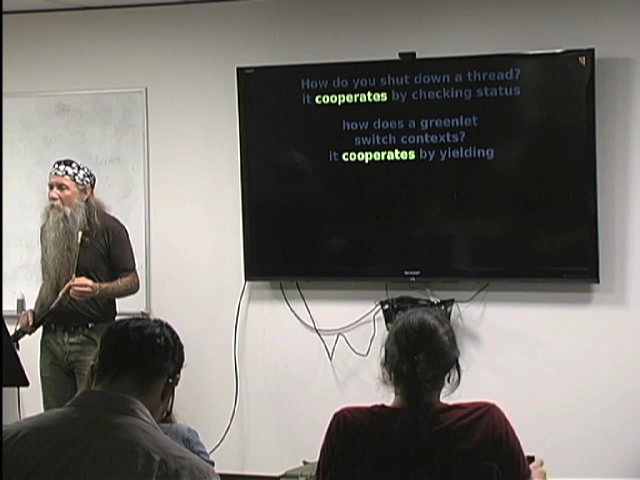 How do you shut down a thread?
it cooperates by checking status
how does a greenlet
switch contexts?
it cooperates by yielding
SHARP